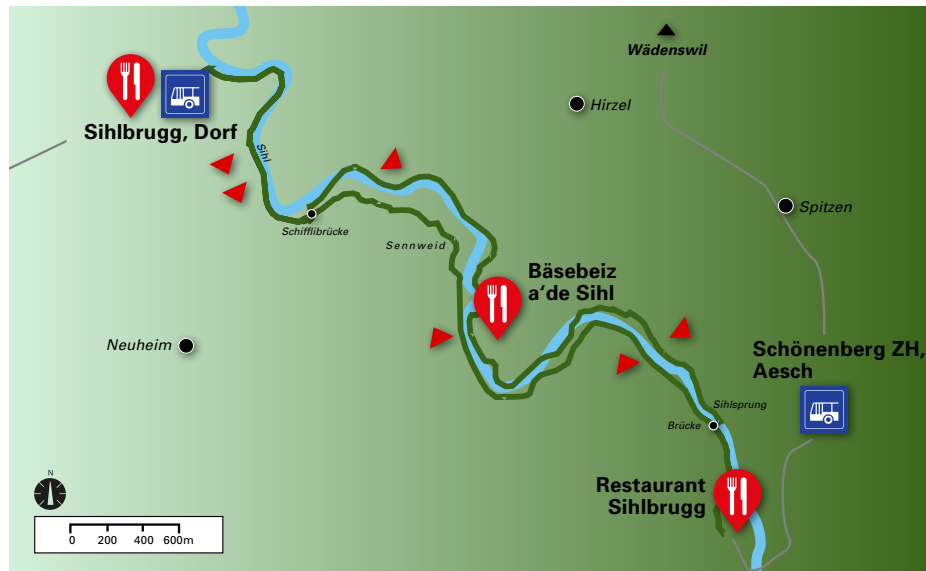 Wädenswil
Hirzel
Sihlbrugg, Dorf
Sihl
Spitzen
Schifflibrücke
Sennweid
Bäsebeiz
a‘de Sihl
Neuheim
Schönenberg ZH,
Aesch
Sihlsprung
Brücke
Restaurant
Sihlbrugg
N
0 200 400 600m